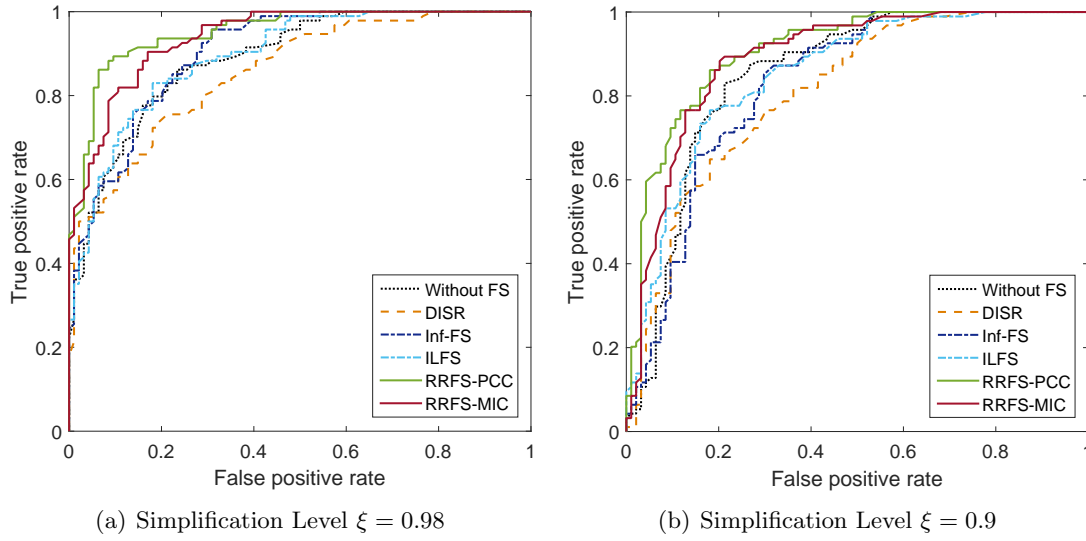 True positive rate
1
0.8
0.6
0.4
0.2
0
0 0.2 0.4 0.6 0.8 1
False positive rate
Without FS
DISR
Inf-FS
ILFS
RRFS-PCC
RRFS-MIC
(a) Simplification Level ξ = 0.98
True positive rate
1
0.8
0.6
0.4
0.2
0
0 0.2 0.4 0.6 0.8 1
False positive rate
Without FS
DISR
Inf-FS
ILFS
RRFS-PCC
RRFS-MIC
(b) Simplification Level ξ = 0.9